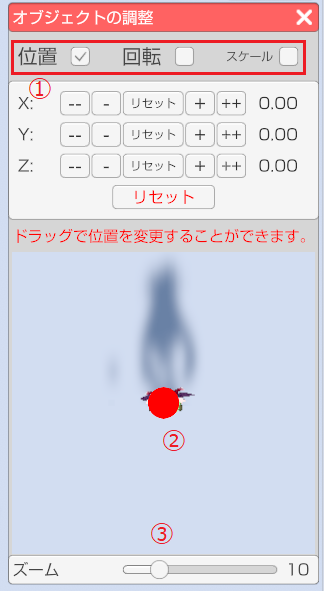 オブジェクトの調整 ×
位置 ✓ 回転 スケール
①
X: -- - リセット + ++ 0.00
Y: -- - リセット + ++ 0.00
Z: -- - リセット + ++ 0.00
リセット
ドラッグで位置を変更することができます。
②
③
ズーム 10